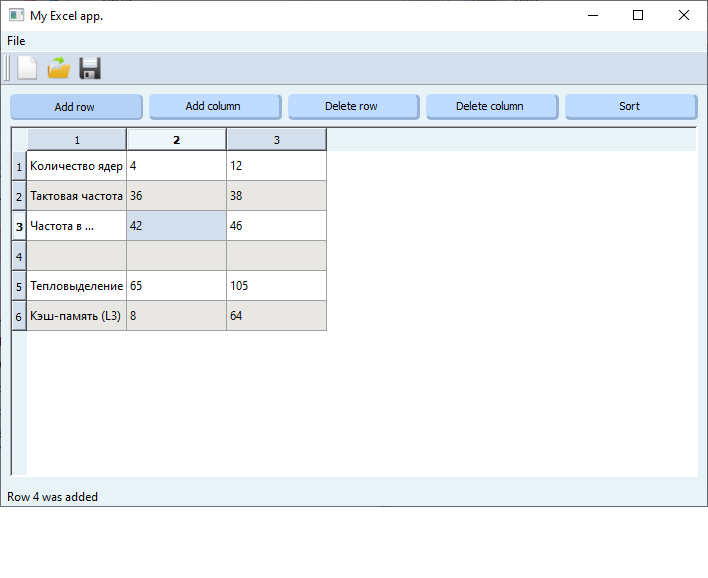 My Excel app.
File
Add row Add column Delete row Delete column Sort
1 2 3
1 Количество ядер 4 12
2 Тактовая частота 36 38
3 Частота в ... 42 46
4
5 Тепловыделение 65 105
6 Кэш-память (L3) 8 64
Row 4 was added